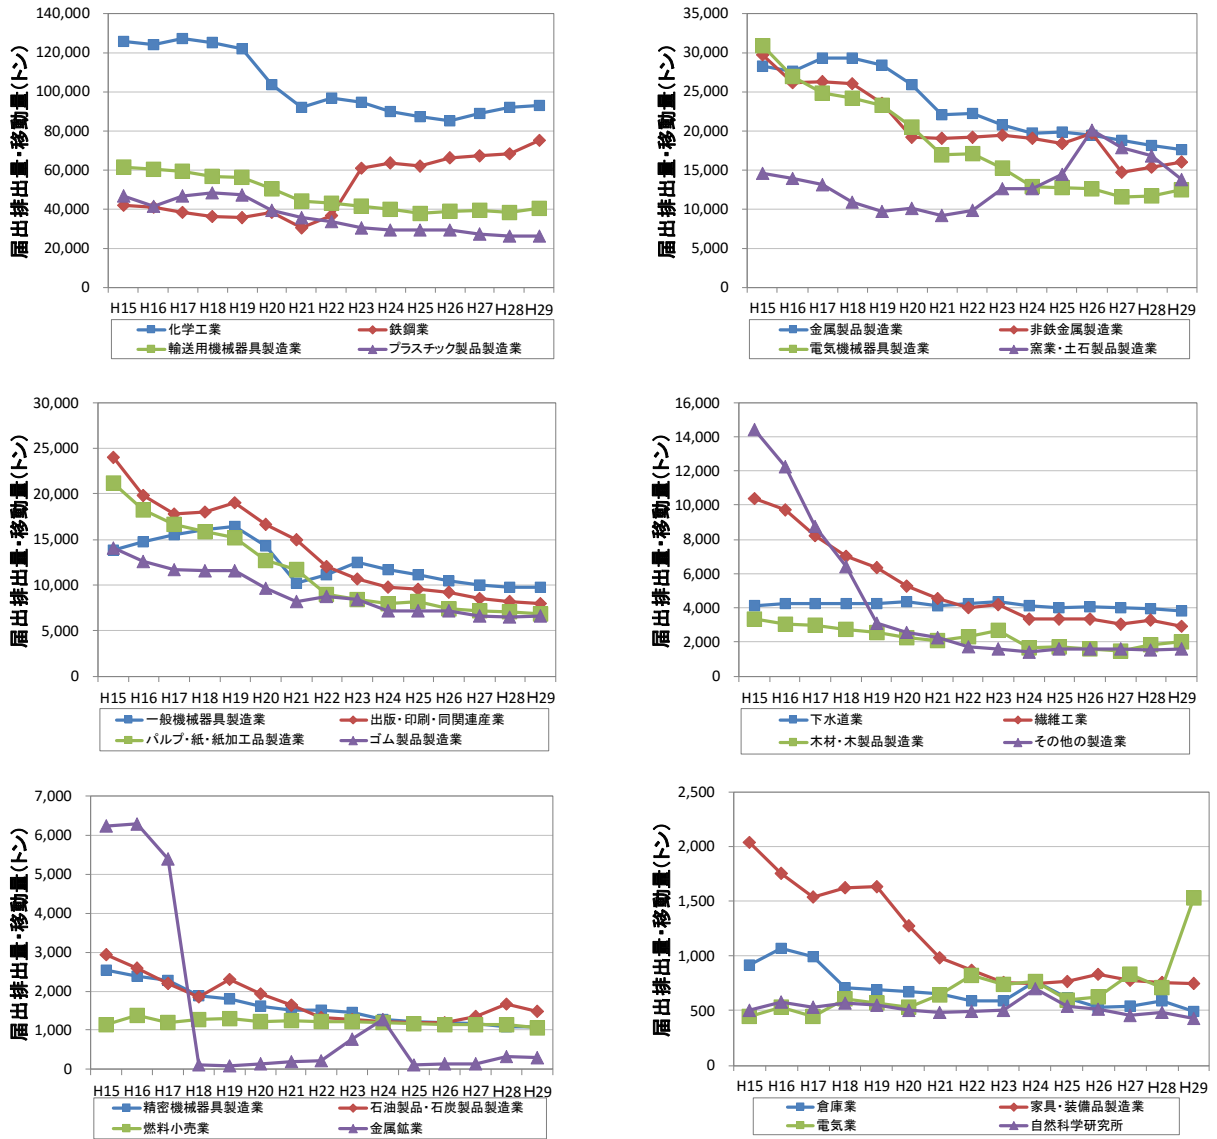 届出排出量・移動量(トン)
140,000
120,000
100,000
80,000
60,000
40,000
20,000
0
H15 H16 H17 H18 H19 H20 H21 H22 H23 H24 H25 H26 H27 H28 H29
化学工業 鉄鋼業
輸送用機械器具製造業 プラスチック製品製造業
届出排出量・移動量(トン)
35,000
30,000
25,000
20,000
15,000
10,000
5,000
0
H15 H16 H17 H18 H19 H20 H21 H22 H23 H24 H25 H26 H27 H28 H29
金属製品製造業 非鉄金属製造業
電気機械器具製造業 窯業・土石製品製造業
届出排出量・移動量(トン)
30,000
25,000
20,000
15,000
10,000
5,000
0
H15 H16 H17 H18 H19 H20 H21 H22 H23 H24 H25 H26 H27 H28 H29
一般機械器具製造業 出版・印刷・同関連産業
パルプ・紙・紙加工品製造業 ゴム製品製造業
届出排出量・移動量(トン)
16,000
14,000
12,000
10,000
8,000
6,000
4,000
2,000
0
H15 H16 H17 H18 H19 H20 H21 H22 H23 H24 H25 H26 H27 H28 H29
下水道業 繊維工業
木材・木製品製造業 その他の製造業
届出排出量・移動量(トン)
7,000
6,000
5,000
4,000
3,000
2,000
1,000
0
H15 H16 H17 H18 H19 H20 H21 H22 H23 H24 H25 H26 H27 H28 H29
精密機械器具製造業 石油製品・石炭製品製造業
燃料小売業 金属鉱業
届出排出量・移動量(トン)
2,500
2,000
1,500
1,000
500
0
H15 H16 H17 H18 H19 H20 H21 H22 H23 H24 H25 H26 H27 H28 H29
倉庫業 家具・装備品製造業
電気業 自然科学研究所